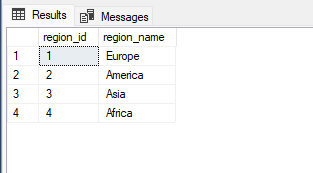 Results Messages
region_id region_name
1 1 Europe
2 2 America
3 3 Asia
4 4 Africa